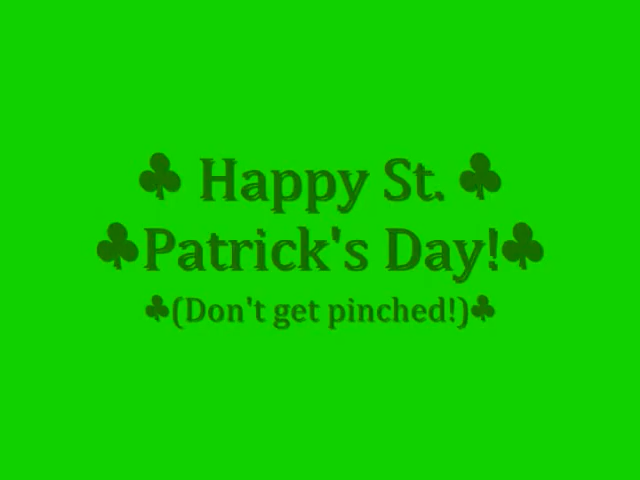 ♣ Happy St. ♣
♣Patrick's Day!♣
♣(Don't get pinched!)♣